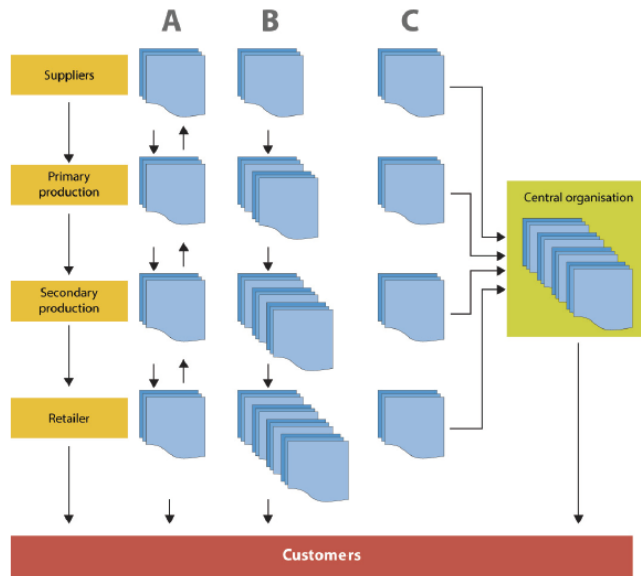 A B C
Suppliers
Primary
production
Central organisation
Secondary
production
Retailer
Customers